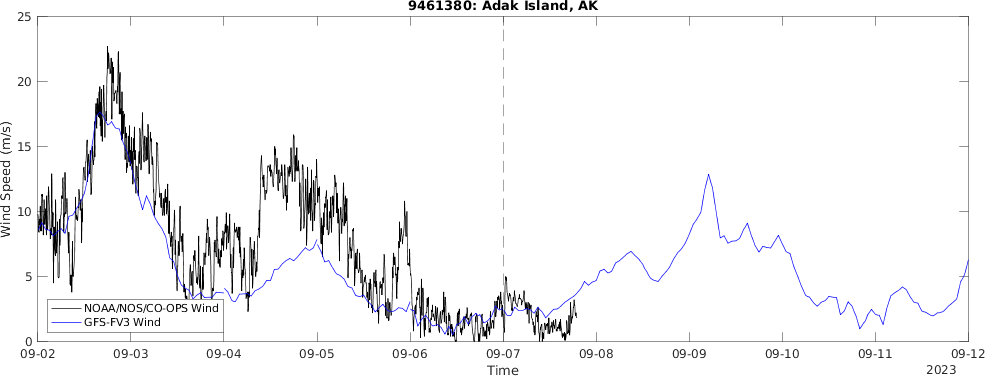 9461380: Adak Island, AK
Wind Speed (m/s)
25
20
15
10
5
0
NOAA/NOS/CO-OPS Wind
GFS-FV3 Wind
09-02 09-03 09-04 09-05 09-06 09-07 09-08 09-09 09-10 09-11 09-12
Time
2023